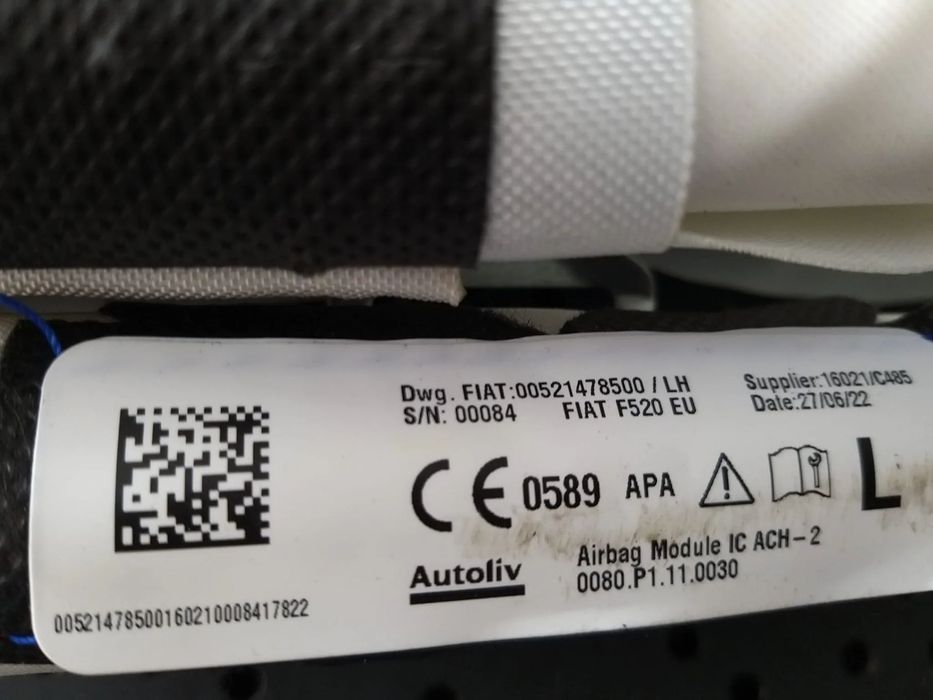 Dwg. FIAT:00521478500 / LH
S/N: 00084 FIAT F520 EU
Supplier:16021/C485
Date:27/06/22
CE 0589 APA L
Autoliv
Airbag Module IC ACH-2
0080.P1.11.0030
00521478500160210008417822